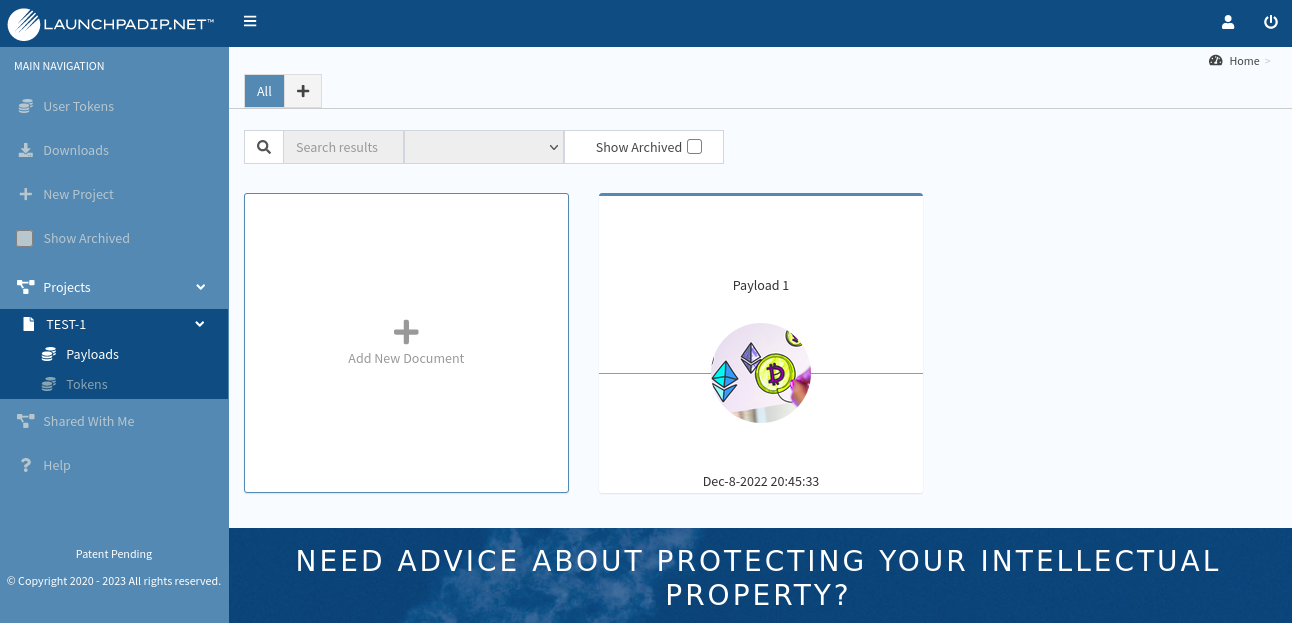 LAUNCHPADIP.NET™
MAIN NAVIGATION
User Tokens
Downloads
New Project
Show Archived
Projects
TEST-1
Payloads
Tokens
Shared With Me
Help
Patent Pending
© Copyright 2020 - 2023 All rights reserved.
Home >
All
Search results
Show Archived
Add New Document
Payload 1
Dec-8-2022 20:45:33
NEED ADVICE ABOUT PROTECTING YOUR INTELLECTUAL
PROPERTY?